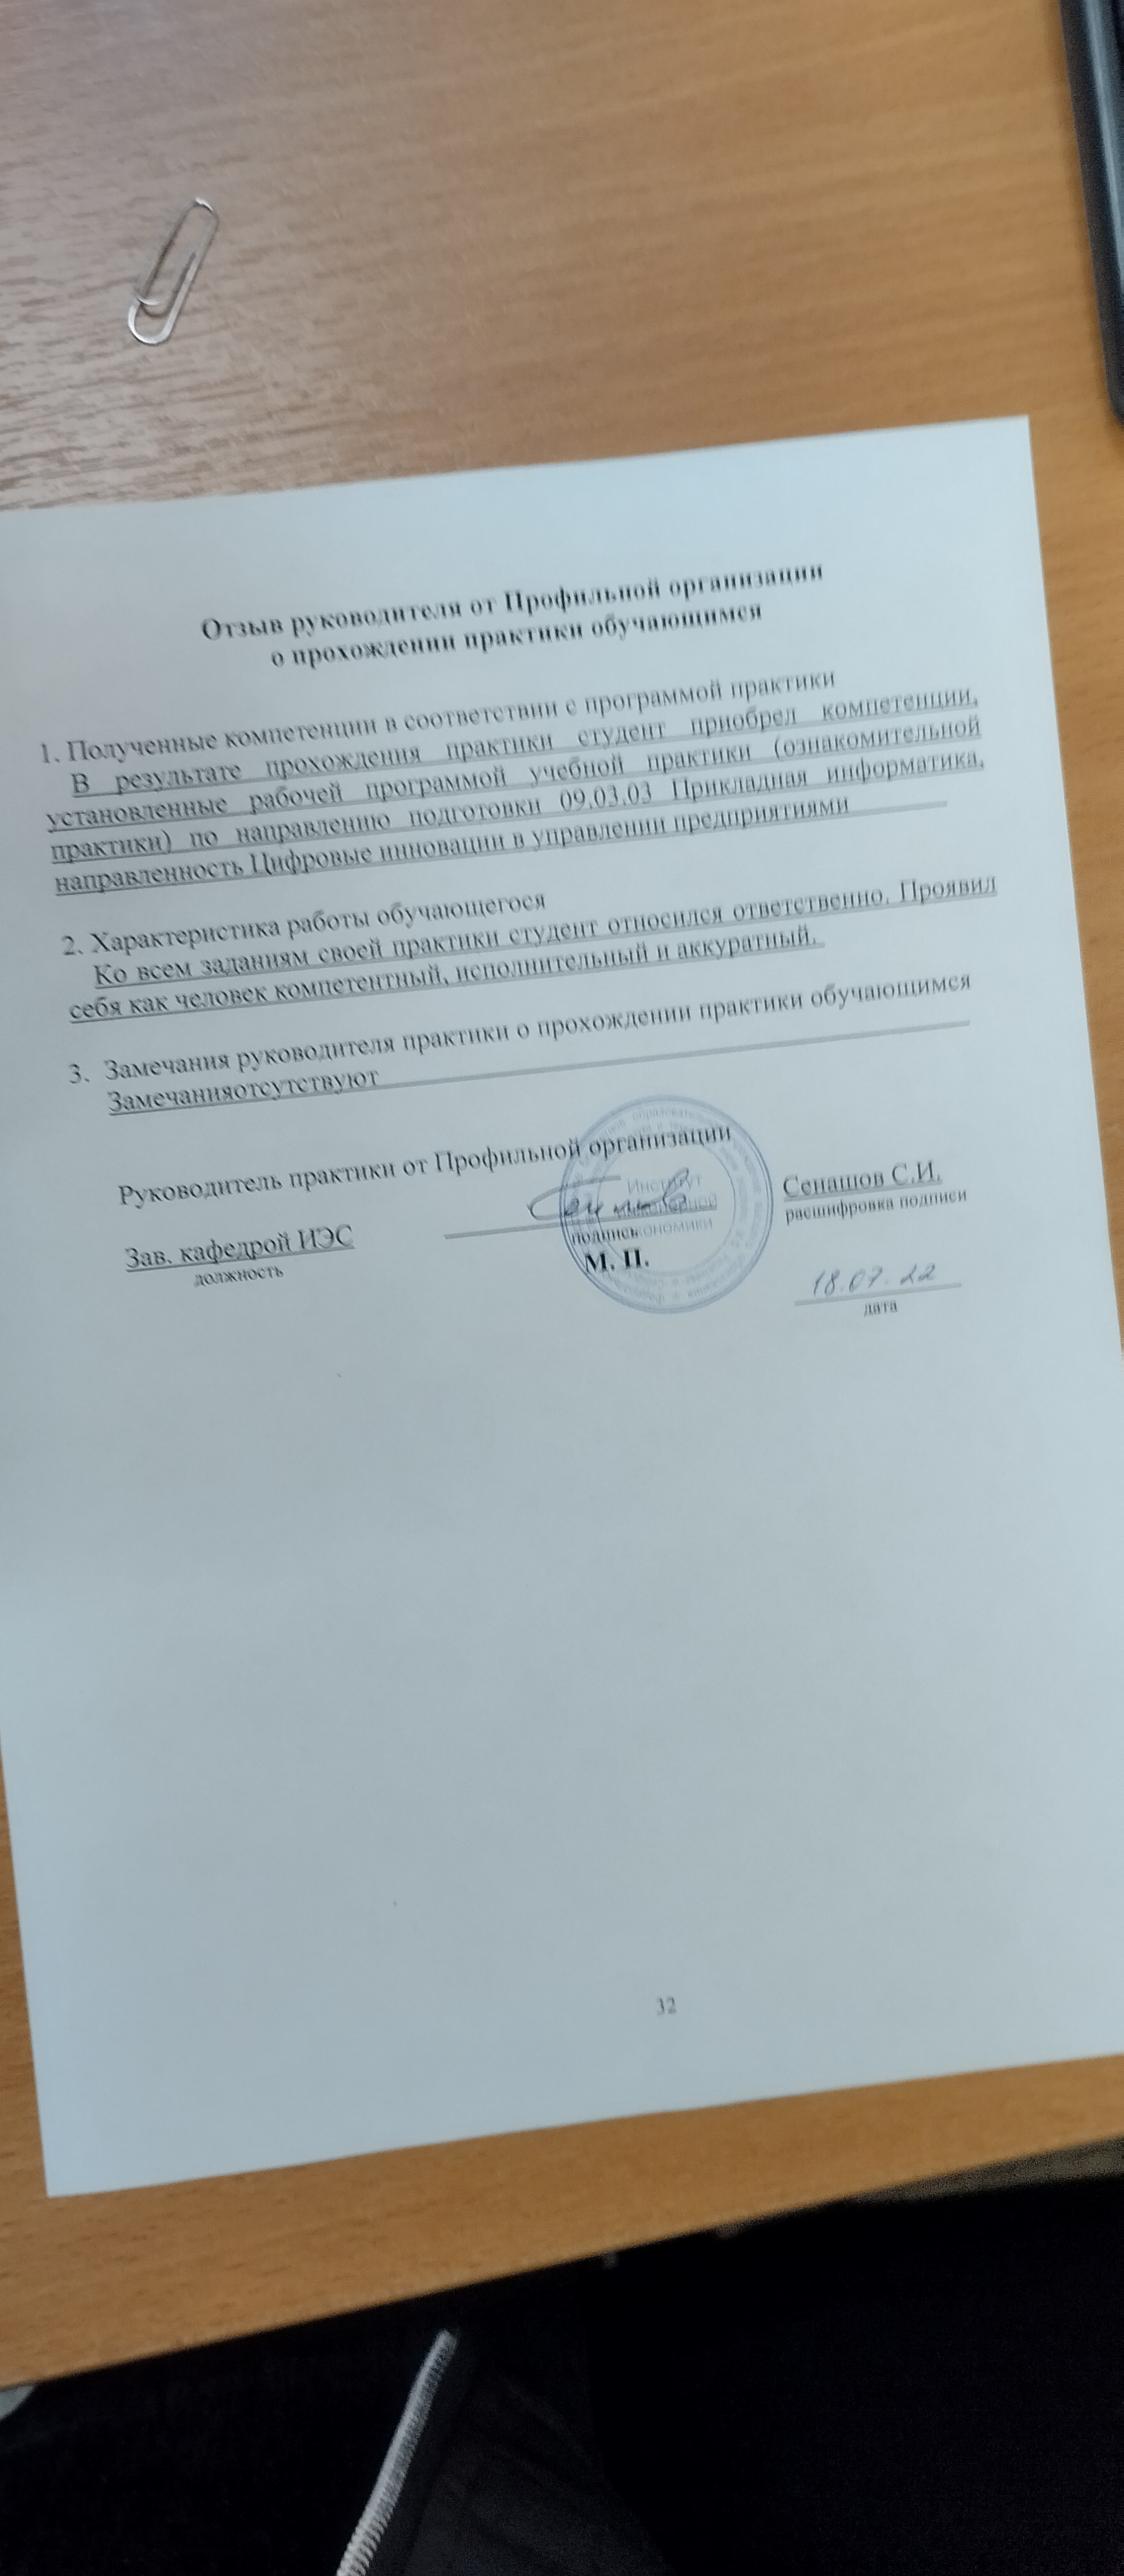 Отзыв руководителя от Профильной организации
о прохождении практики обучающимся
1. Полученные компетенции в соответствии с программой практики
В результате прохождения практики студент приобрел компетенции,
установленные рабочей программой учебной практики (ознакомительной
практики) по направлению подготовки 09.03.03 Прикладная информатика,
направленность Цифровые инновации в управлении предприятиями
2. Характеристика работы обучающегося
Ко всем заданиям своей практики студент относился ответственно. Проявил
себя как человек компетентный, исполнительный и аккуратный.
3. Замечания руководителя практики о прохождении практики обучающимся
Замечанияотсутствуют
Руководитель практики от Профильной организации
Институт
экономики
Зав. кафедрой ИЭС
должность
подпись
М. П.
Сенашов С.И.
расшифровка подписи
18.07.22
дата
32